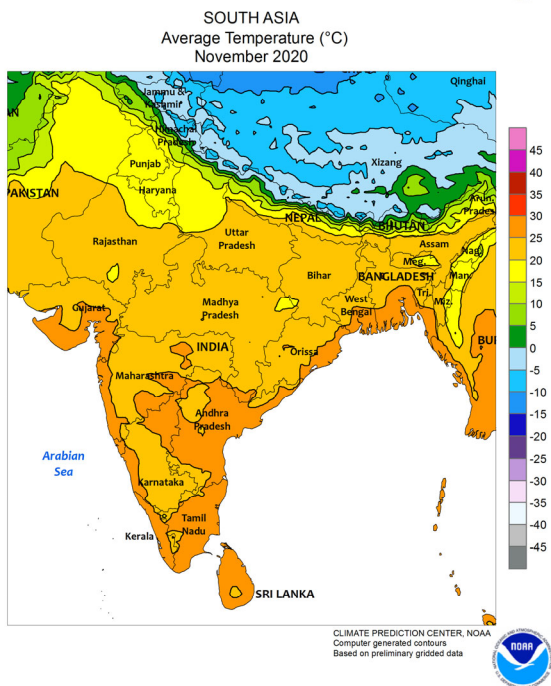 SOUTH ASIA
Average Temperature (°C)
November 2020
Qinghai
Jammu &
Kashmir
Himachal
Pradesh
Xizang
Punjab
PAKISTAN
Haryana
NEPAL
BHUTAN
Arun.
Prades
Rajasthan
Uttar
Pradesh
Assam
Nag.
Meg.
Bihar
BANGLADESH
Man.
Tri.
Miz.
Gujarat
Madhya
Pradesh
West
Bengal
INDIA
Orissa
BU
Maharashtra
Andhra
Pradesh
Arabian
Sea
Karnataka
Tamil
Nadu
Kerala
SRI LANKA
45
40
35
30
25
20
15
10
5
0
-5
-10
-15
-20
-25
-30
-35
-40
-45
CLIMATE PREDICTION CENTER, NOAA
Computer generated contours
Based on preliminary gridded data
NOAA